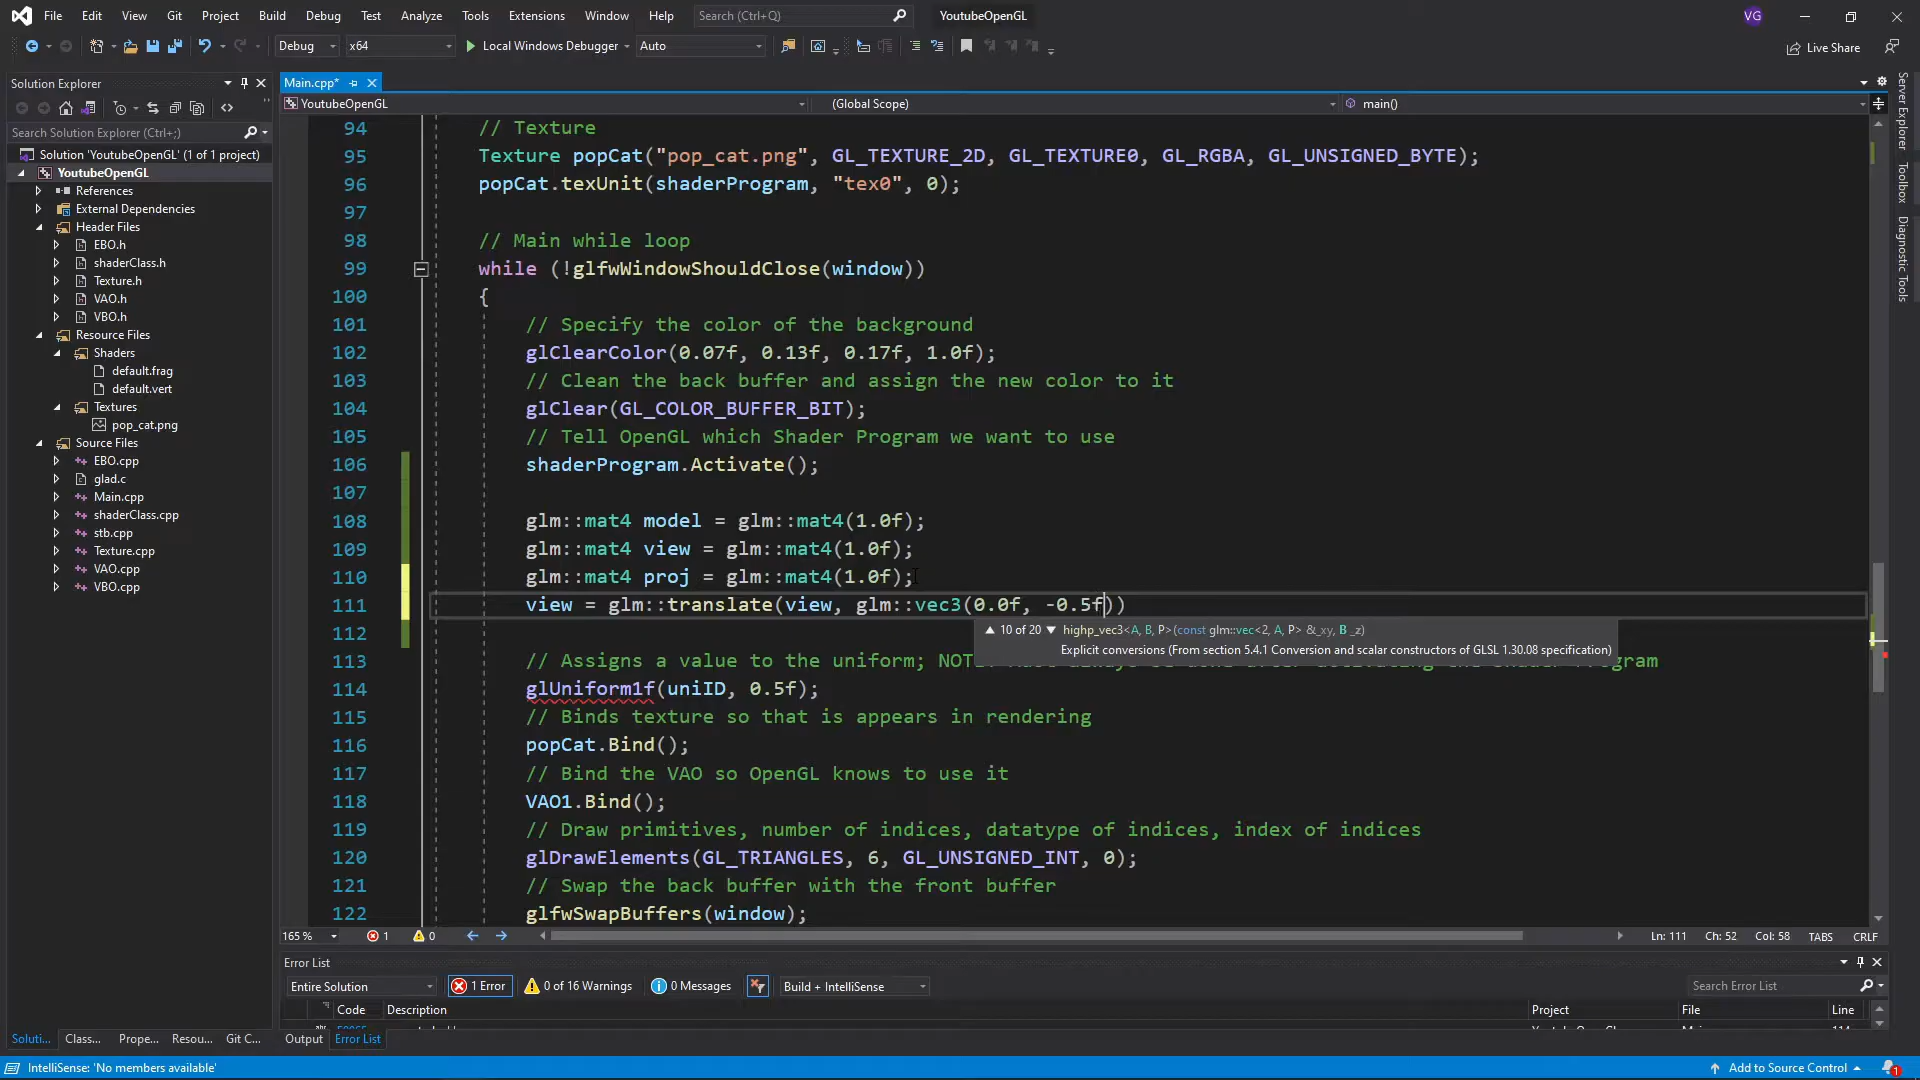 File Edit View Git Project Build Debug Test Analyze Tools Extensions Window Help Search (Ctrl+Q) YoutubeOpenGL VG
Debug x64 Local Windows Debugger Auto Live Share
Solution Explorer
Search Solution Explorer (Ctrl+;)
Solution 'YoutubeOpenGL' (1 of 1 project)
YoutubeOpenGL
References
External Dependencies
Header Files
EBO.h
shaderClass.h
Texture.h
VAO.h
VBO.h
Resource Files
Shaders
default.frag
default.vert
Textures
pop_cat.png
Source Files
EBO.cpp
glad.c
Main.cpp
shaderClass.cpp
stb.cpp
Texture.cpp
VAO.cpp
VBO.cpp
Soluti... Class... Prope... Resou... Git C...
Main.cpp*
YoutubeOpenGL (Global Scope) main()
94 // Texture
95 Texture popCat("pop_cat.png", GL_TEXTURE_2D, GL_TEXTURE0, GL_RGBA, GL_UNSIGNED_BYTE);
96 popCat.texUnit(shaderProgram, "tex0", 0);
97
98 // Main while loop
99 while (!glfwWindowShouldClose(window))
100 {
101 // Specify the color of the background
102 glClearColor(0.07f, 0.13f, 0.17f, 1.0f);
103 // Clean the back buffer and assign the new color to it
104 glClear(GL_COLOR_BUFFER_BIT);
105 // Tell OpenGL which Shader Program we want to use
106 shaderProgram.Activate();
107
108 glm::mat4 model = glm::mat4(1.0f);
109 glm::mat4 view = glm::mat4(1.0f);
110 glm::mat4 proj = glm::mat4(1.0f);
111 view = glm::translate(view, glm::vec3(0.0f, -0.5f))
10 of 20 highp_vec3<A, B, P>(const glm::vec<2, A, P> &_xy, B _z)
112
Explicit conversions (From section 5.4.1 Conversion and scalar constructors of GLSL 1.30.08 specification)
113 // Assigns a value to the uniform; NOT
114 glUniform1f(uniID, 0.5f);
115 // Binds texture so that is appears in rendering
116 popCat.Bind();
117 // Bind the VAO so OpenGL knows to use it
118 VAO1.Bind();
119 // Draw primitives, number of indices, datatype of indices, index of indices
120 glDrawElements(GL_TRIANGLES, 6, GL_UNSIGNED_INT, 0);
121 // Swap the back buffer with the front buffer
122 glfwSwapBuffers(window);
165 % 1 0 Ln: 111 Ch: 52 Col: 58 TABS CRLF
Error List
Entire Solution 1 Error 0 of 16 Warnings 0 Messages Build + IntelliSense Search Error List
Code Description Project File Line
Output Error List
IntelliSense: 'No members available' Add to Source Control 1
Server Explorer
Toolbox
Diagnostic Tools